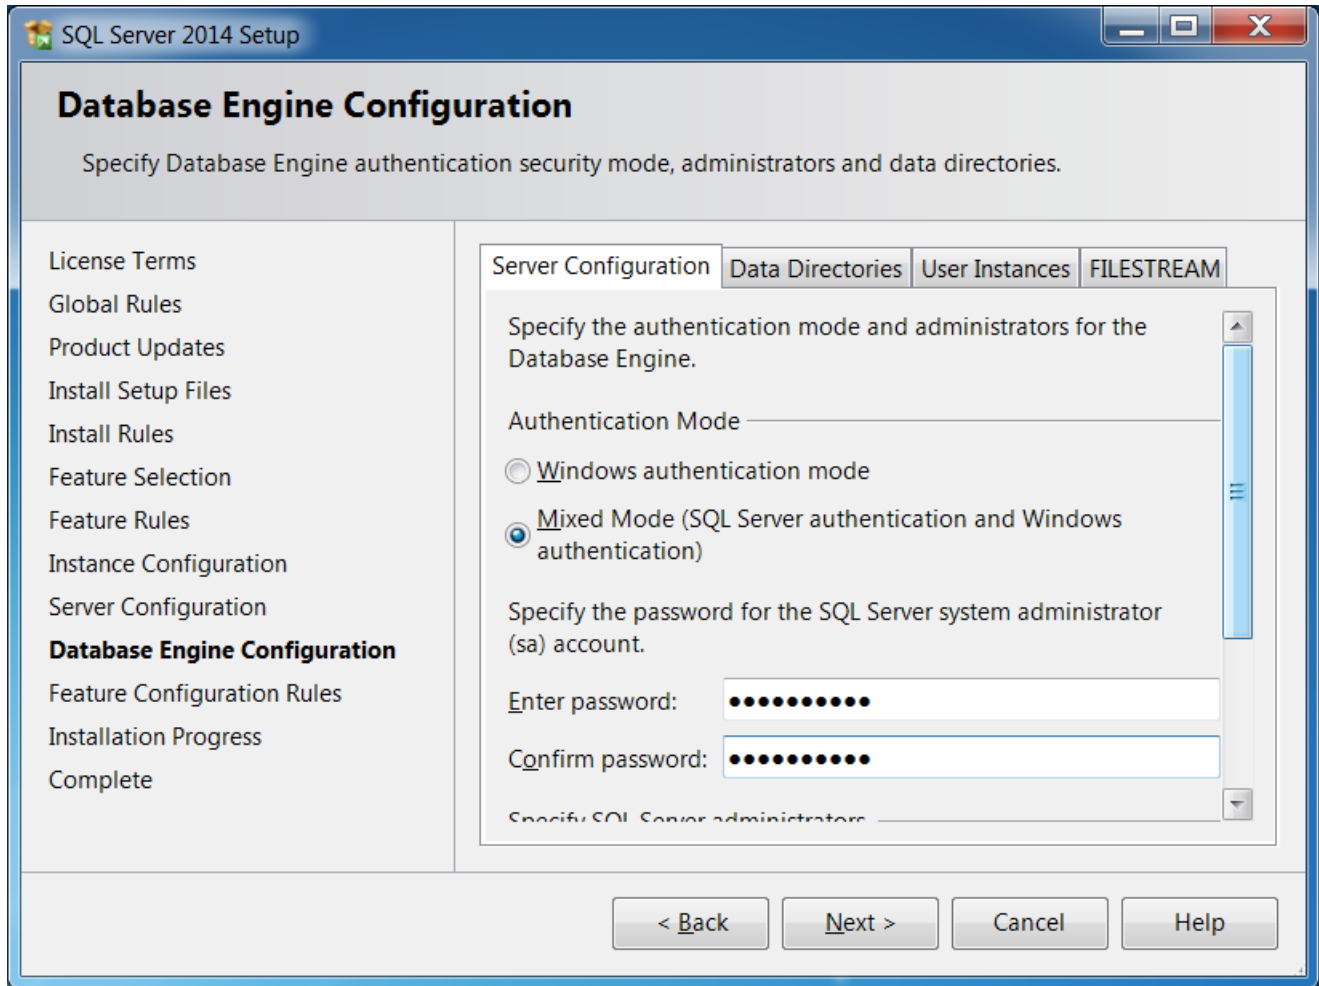 SQL Server 2014 Setup
Database Engine Configuration
Specify Database Engine authentication security mode, administrators and data directories.
License Terms
Global Rules
Product Updates
Install Setup Files
Install Rules
Feature Selection
Feature Rules
Instance Configuration
Server Configuration
Database Engine Configuration
Feature Configuration Rules
Installation Progress
Complete
Server Configuration
Data Directories
User Instances
FILESTREAM
Specify the authentication mode and administrators for the
Database Engine.
Authentication Mode
Windows authentication mode
Mixed Mode (SQL Server authentication and Windows
authentication)
Specify the password for the SQL Server system administrator
(sa) account.
Enter password: ●●●●●●●●●●
Confirm password: ●●●●●●●●●●
Specify SQL Server administrators
< Back
Next >
Cancel
Help